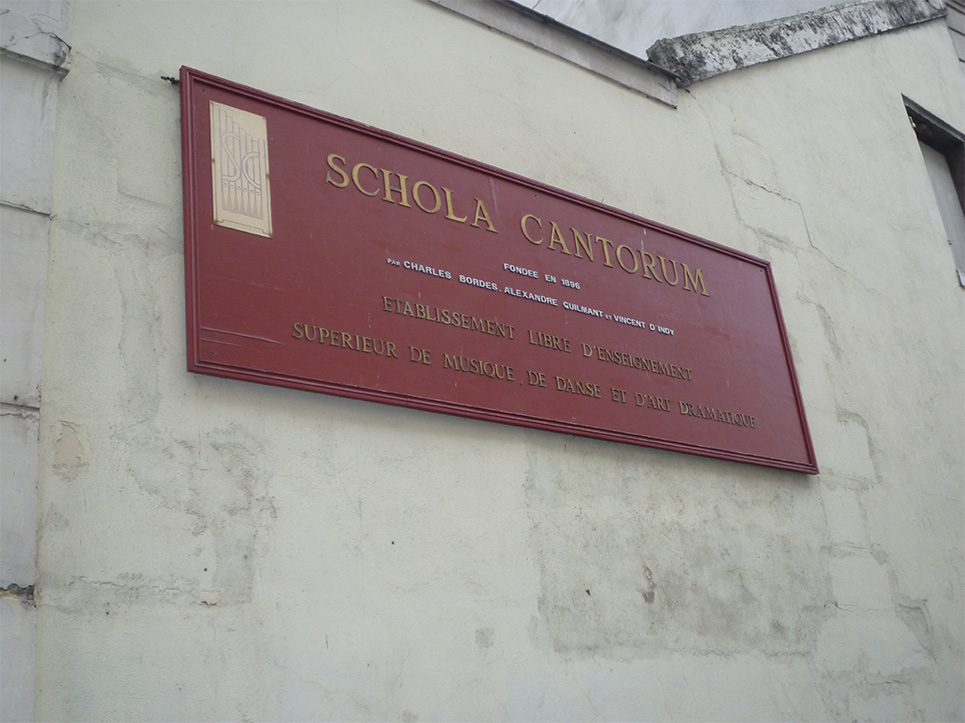 SC
SCHOLA CANTORUM
FONDEE EN 1896
PAR CHARLES BORDES. ALEXANDRE GUILMANT ET VINCENT D'INDY
ETABLISSEMENT LIBRE D'ENSEIGNEMENT
SUPERIEUR DE MUSIQUE DE DANSE ET D'ART DRAMATIQUE